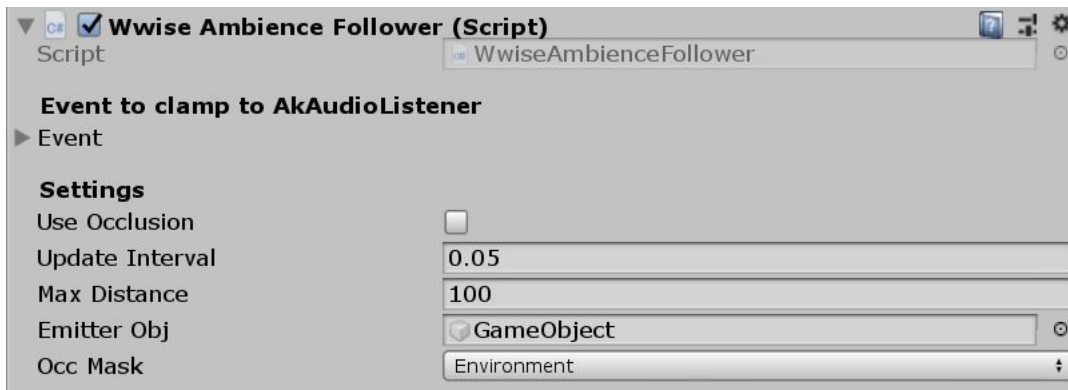 Wwise Ambience Follower (Script)
Script WwiseAmbienceFollower
Event to clamp to AkAudioListener
Event
Settings
Use Occlusion
Update Interval 0.05
Max Distance 100
Emitter Obj GameObject
Occ Mask Environment